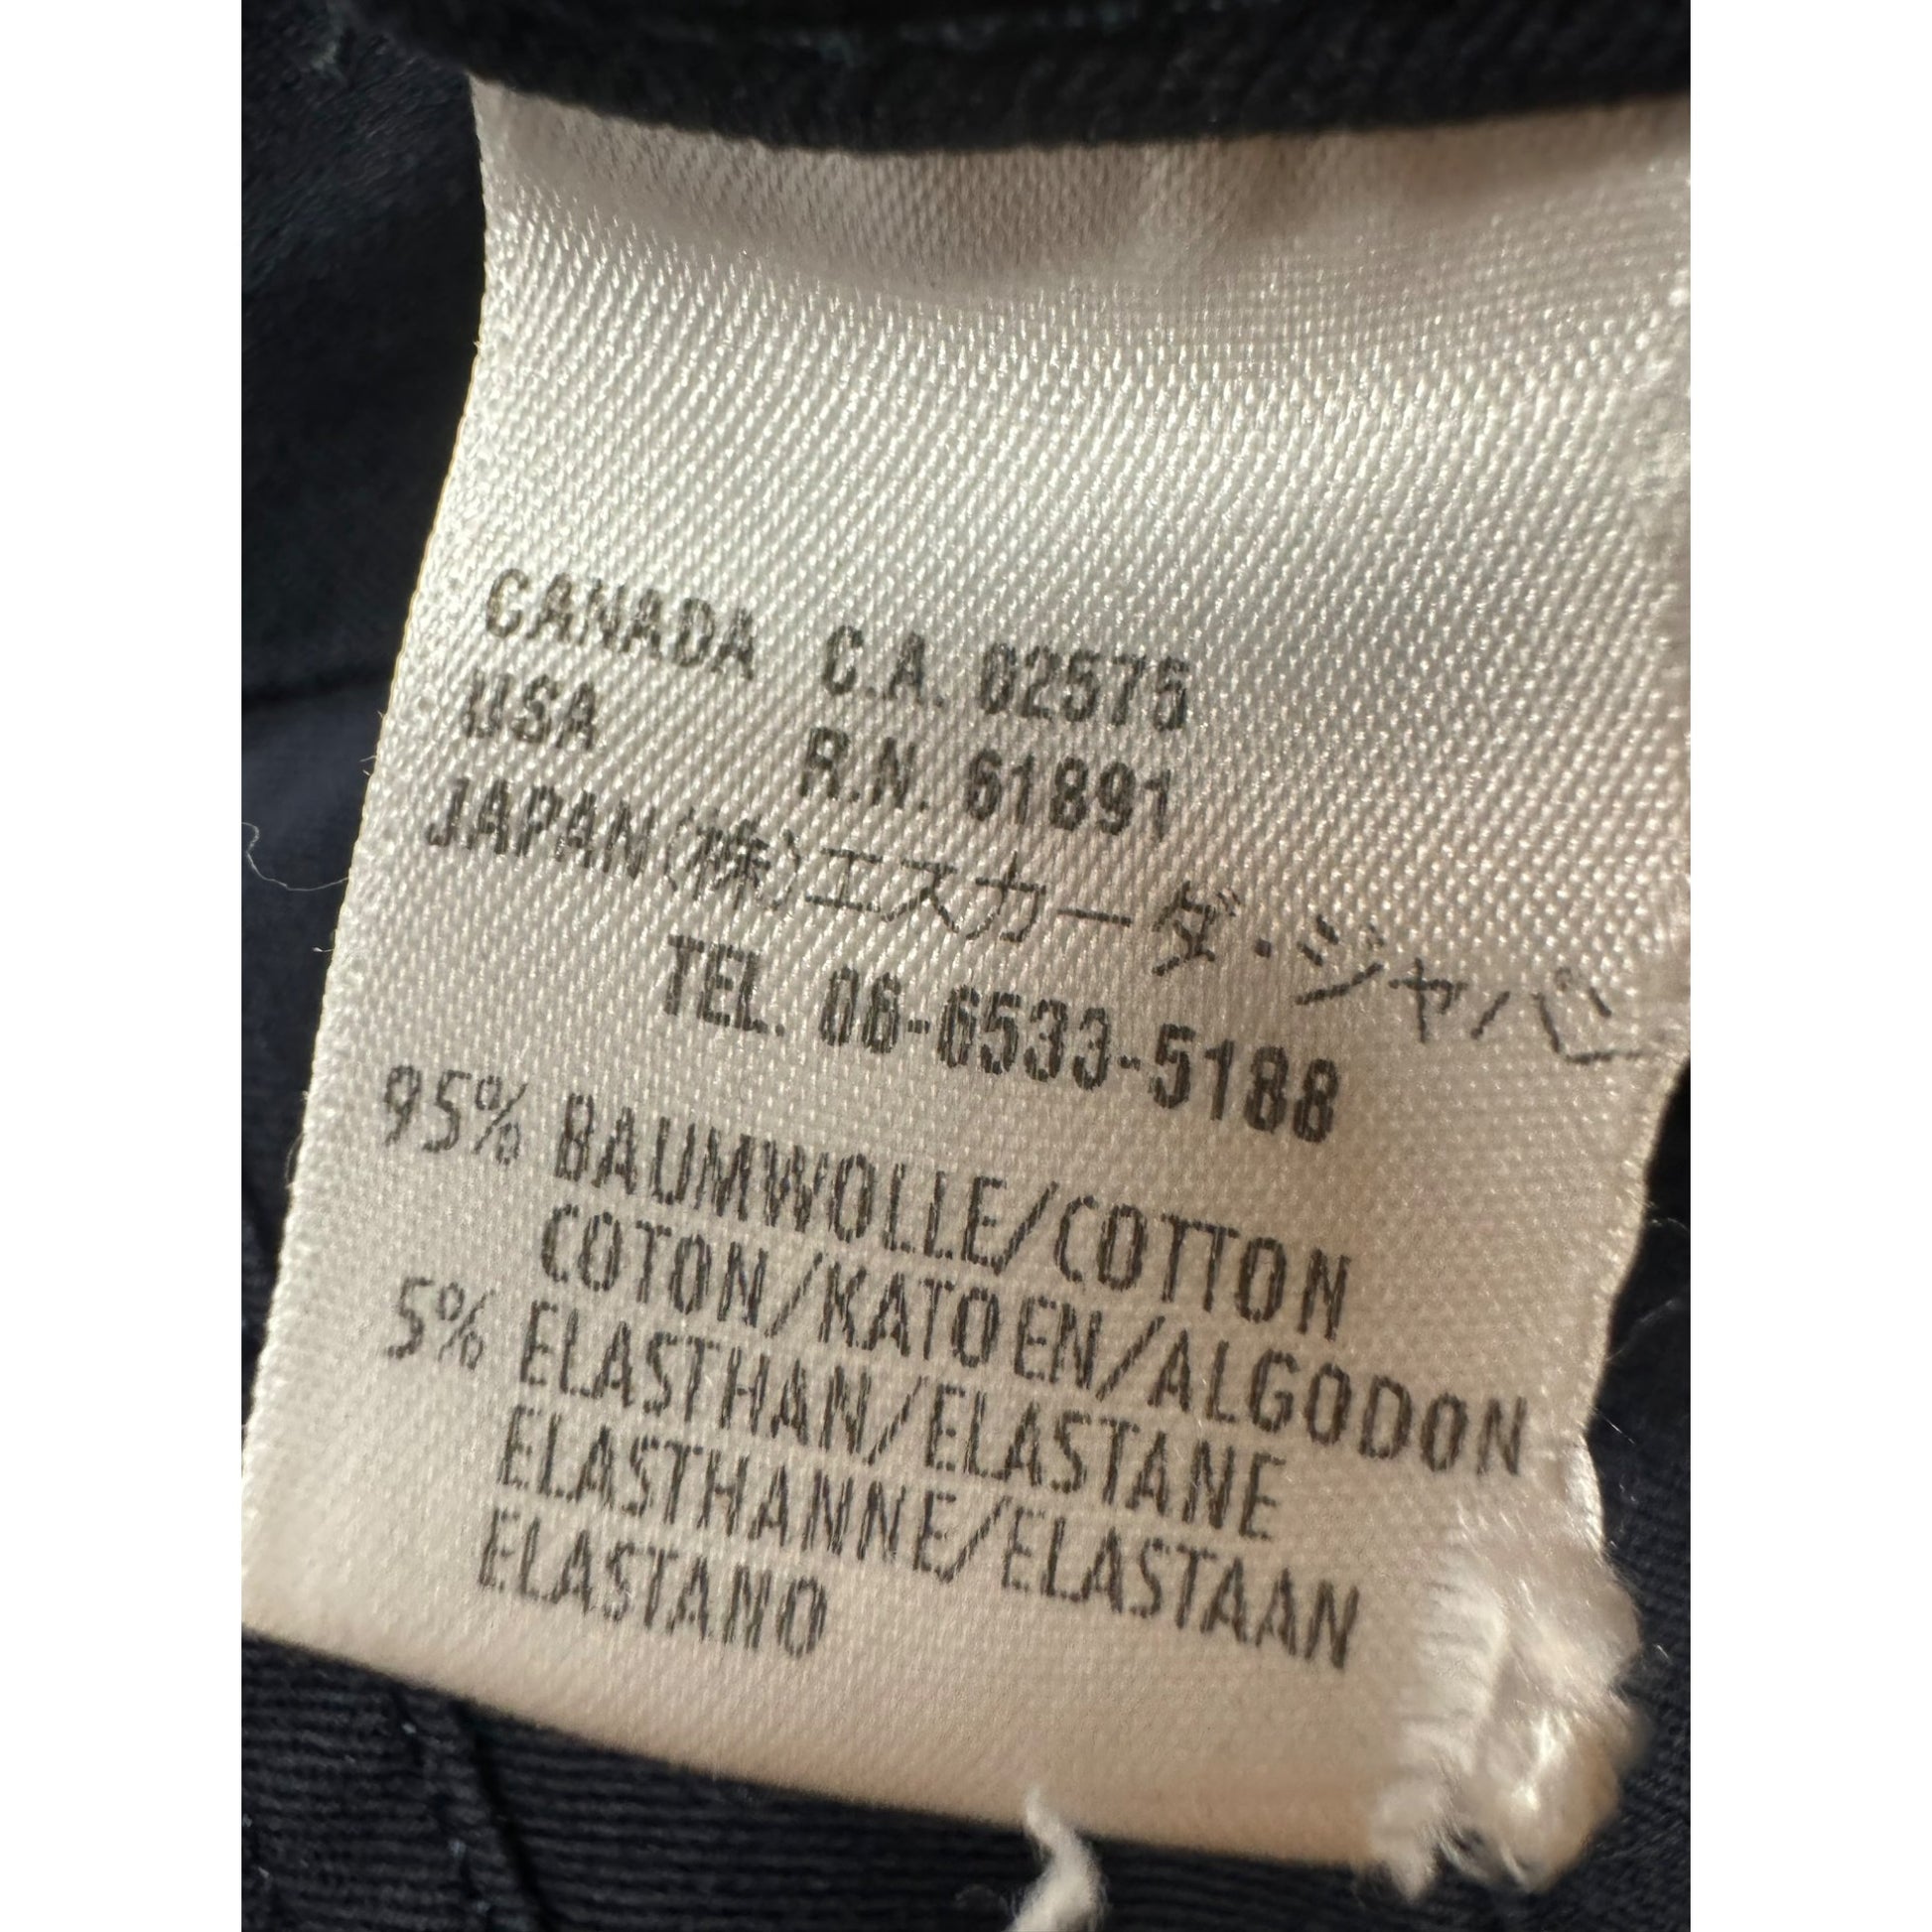 CANADA C.A. 02575
USA R.N. 61891
JAPAN(株)エスカーダ・ジャパン
TEL. 06-6533-5188
95% BAUMWOLLE/COTTON
COTON/KATOEN/ALGODON
5% ELASTHAN/ELASTANE
ELASTHANNE/ELASTAAN
ELASTANO